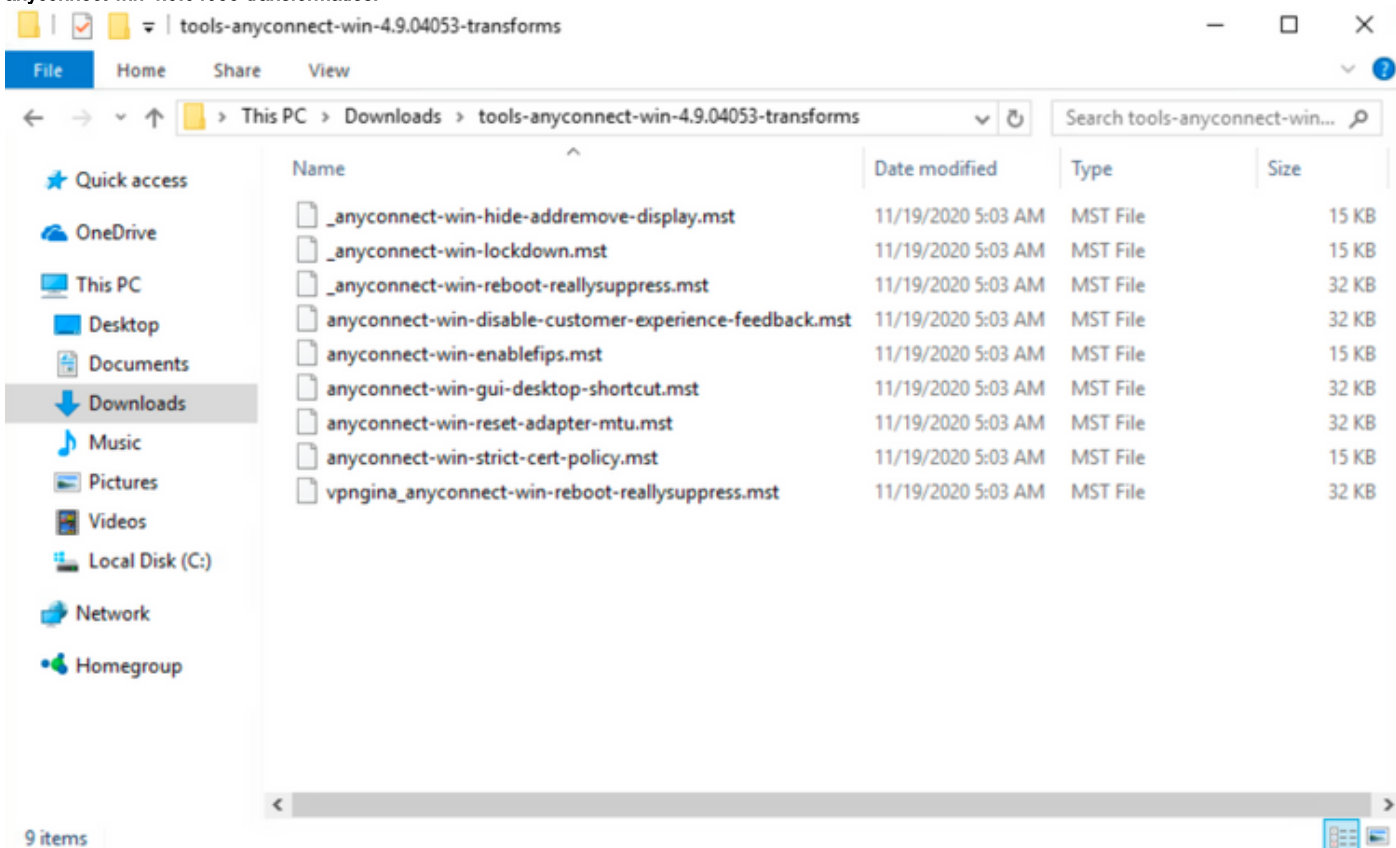 tools-anyconnect-win-4.9.04053-transforms
File Home Share View
This PC > Downloads > tools-anyconnect-win-4.9.04053-transforms
Search tools-anyconnect-win...
Name Date modified Type Size
Quick access
OneDrive
This PC
Desktop
Documents
Downloads
Music
Pictures
Videos
Local Disk (C:)
Network
Homegroup
_anyconnect-win-hide-addremove-display.mst 11/19/2020 5:03 AM MST File 15 KB
_anyconnect-win-lockdown.mst 11/19/2020 5:03 AM MST File 15 KB
_anyconnect-win-reboot-reallysuppress.mst 11/19/2020 5:03 AM MST File 32 KB
anyconnect-win-disable-customer-experience-feedback.mst 11/19/2020 5:03 AM MST File 32 KB
anyconnect-win-enablefips.mst 11/19/2020 5:03 AM MST File 15 KB
anyconnect-win-gui-desktop-shortcut.mst 11/19/2020 5:03 AM MST File 32 KB
anyconnect-win-reset-adapter-mtu.mst 11/19/2020 5:03 AM MST File 32 KB
anyconnect-win-strict-cert-policy.mst 11/19/2020 5:03 AM MST File 15 KB
vpngina_anyconnect-win-reboot-reallysuppress.mst 11/19/2020 5:03 AM MST File 32 KB
9 items